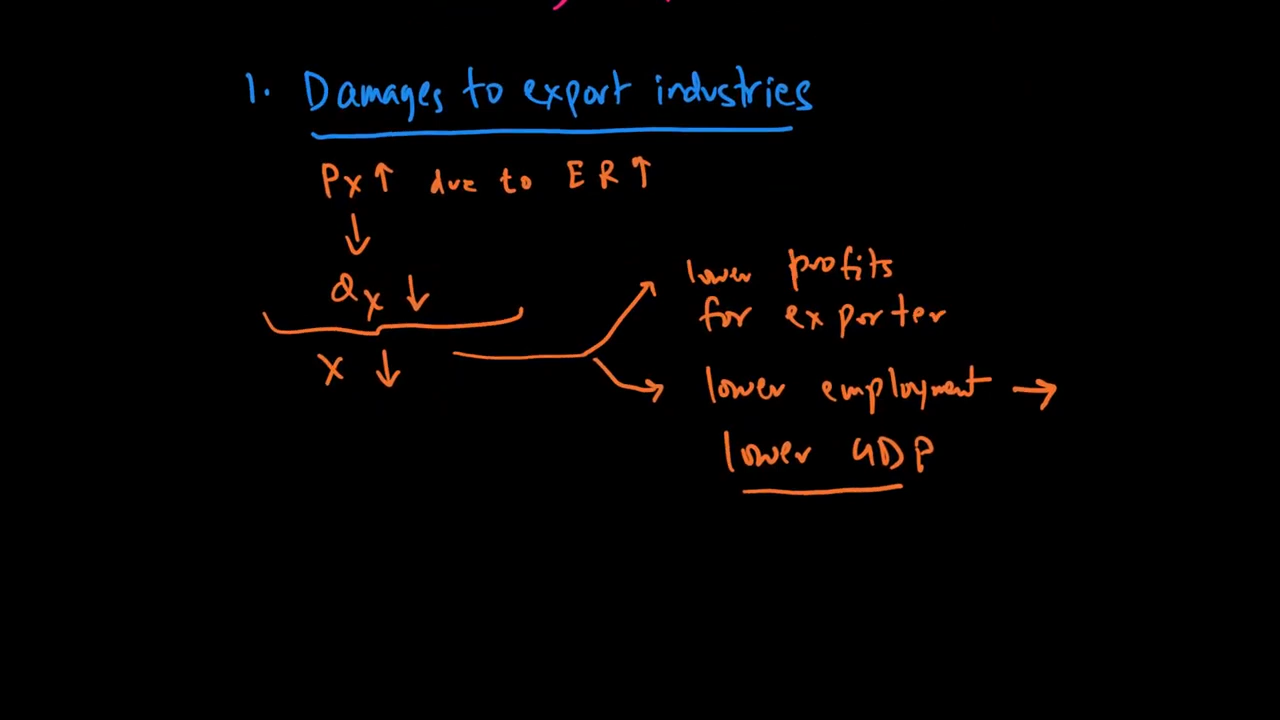 1. Damages to export industries
Px↑ due to ER↑
↓
Qx ↓
X ↓
lower profits
for exporter
lower employment →
lower GDP